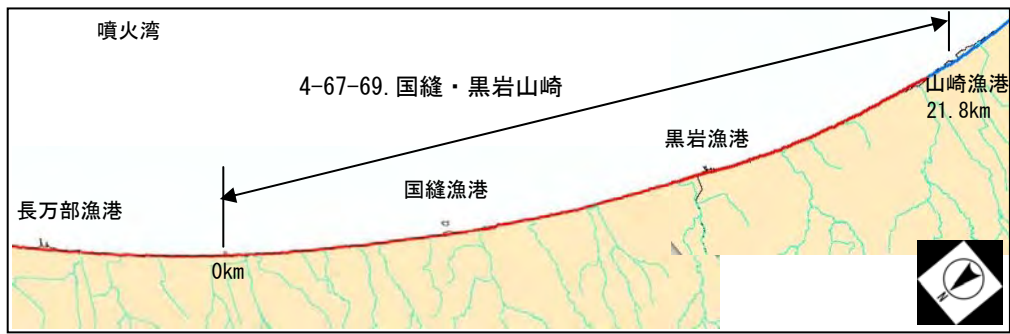 噴火湾
4-67-69.国縫・黒岩山崎
山崎漁港
21.8km
黒岩漁港
国縫漁港
長万部漁港
0km
N